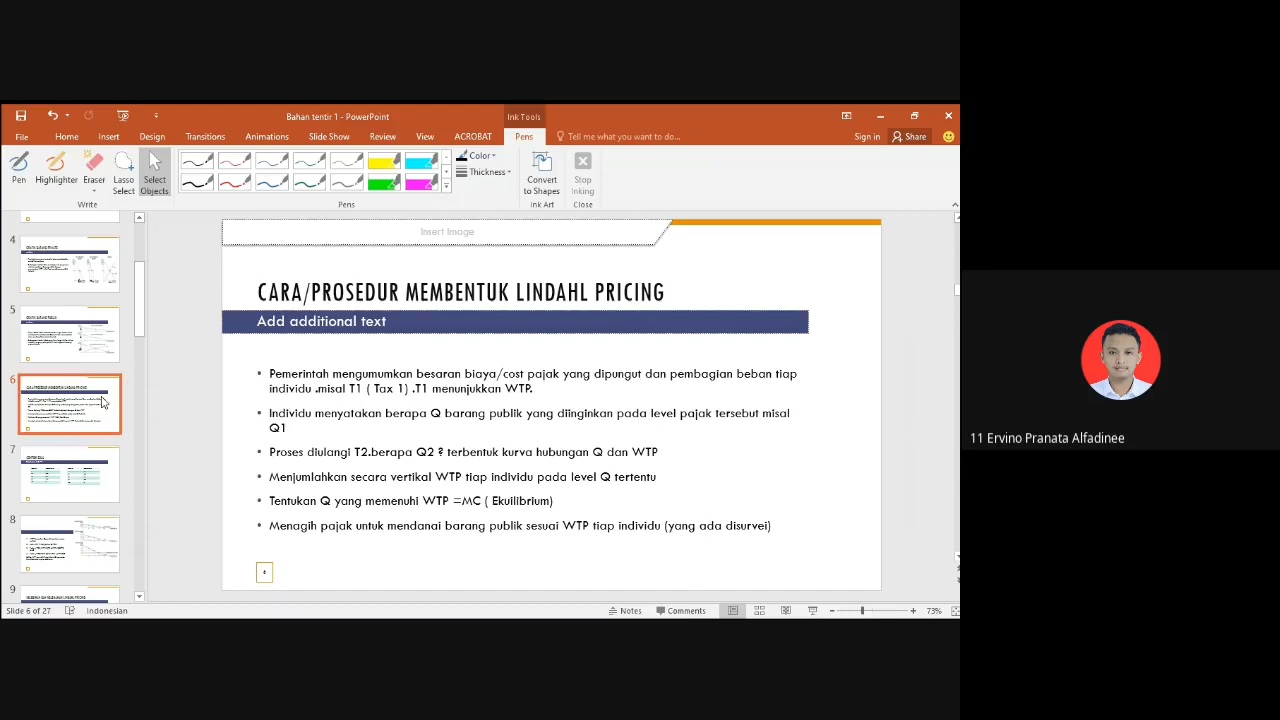 Bahan tentir 1 - PowerPoint
Ink Tools
File
Home
Insert
Design
Transitions
Animations
Slide Show
Review
View
ACROBAT
Pens
Tell me what you want to do...
Sign in
Share
Pen
Highlighter
Eraser
Lasso Select
Select Objects
Color
Thickness
Convert to Shapes
Stop Inking
Write
Pens
Ink Art
Close
4
5
6
7
8
9
Insert Image
CARA/PROSEDUR MEMBENTUK LINDAHL PRICING
Add additional text
• Pemerintah mengumumkan besaran biaya/cost pajak yang dipungut dan pembagian beban tiap
individu .misal T1 ( Tax 1) .T1 menunjukkan WTP.
• Individu menyatakan berapa Q barang publik yang diinginkan pada level pajak tersebut misal
Q1
• Proses diulangi T2.berapa Q2 ? terbentuk kurva hubungan Q dan WTP
• Menjumlahkan secara vertikal WTP tiap individu pada level Q tertentu
• Tentukan Q yang memenuhi WTP =MC ( Ekuilibrium)
• Menagih pajak untuk mendanai barang publik sesuai WTP tiap individu (yang ada disurvei)
11 Ervino Pranata Alfadinee
Slide 6 of 27
Indonesian
Notes
Comments
73%